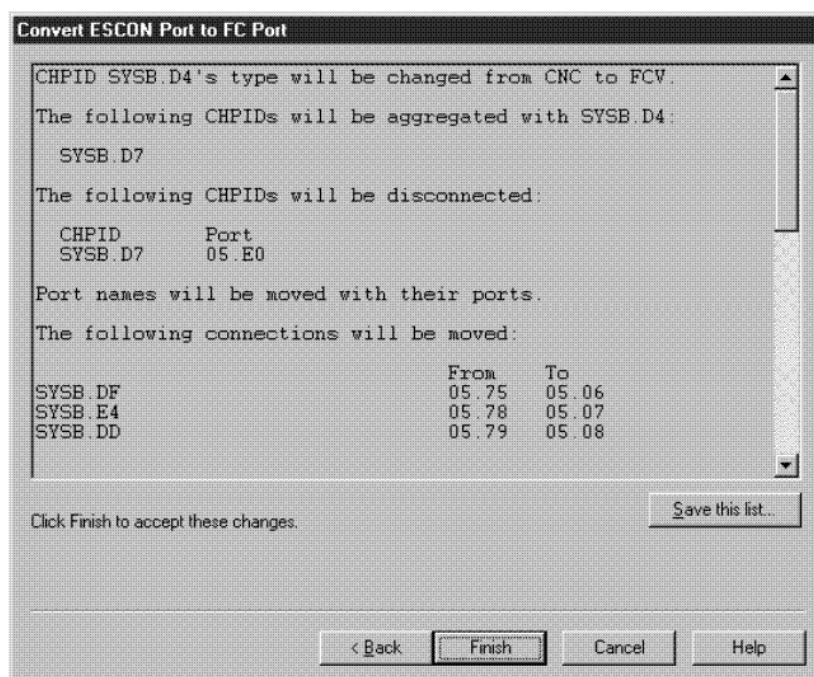 Convert ESCON Port to FC Port
CHPID SYSB.D4's type will be changed from CNC to FCV.
The following CHPIDs will be aggregated with SYSB.D4:
SYSB.D7
The following CHPIDs will be disconnected:
CHPID Port
SYSB.D7 05.E0
Port names will be moved with their ports.
The following connections will be moved:
From To
SYSB.DF 05.75 05.06
SYSB.E4 05.78 05.07
SYSB.DD 05.79 05.08
Save this list...
Click Finish to accept these changes.
< Back Finish Cancel Help